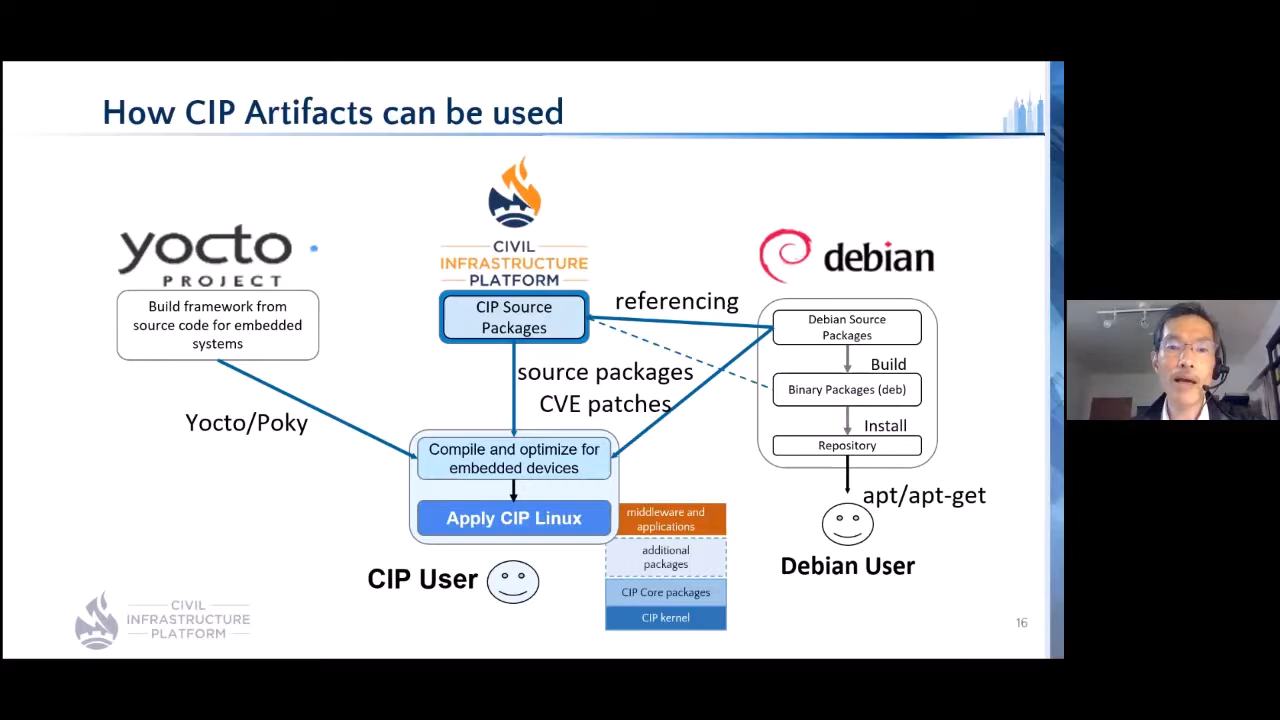 How CIP Artifacts can be used
yocto
PROJECT
Build framework from
source code for embedded
systems
Yocto/Poky
CIVIL
INFRASTRUCTURE
PLATFORM
CIP Source
Packages
referencing
source packages
CVE patches
Compile and optimize for
embedded devices
Apply CIP Linux
CIP User
middleware and
applications
additional
packages
CIP Core packages
CIP kernel
debian
Debian Source
Packages
Build
Binary Packages (deb)
Install
Repository
apt/apt-get
Debian User
CIVIL
INFRASTRUCTURE
PLATFORM
16